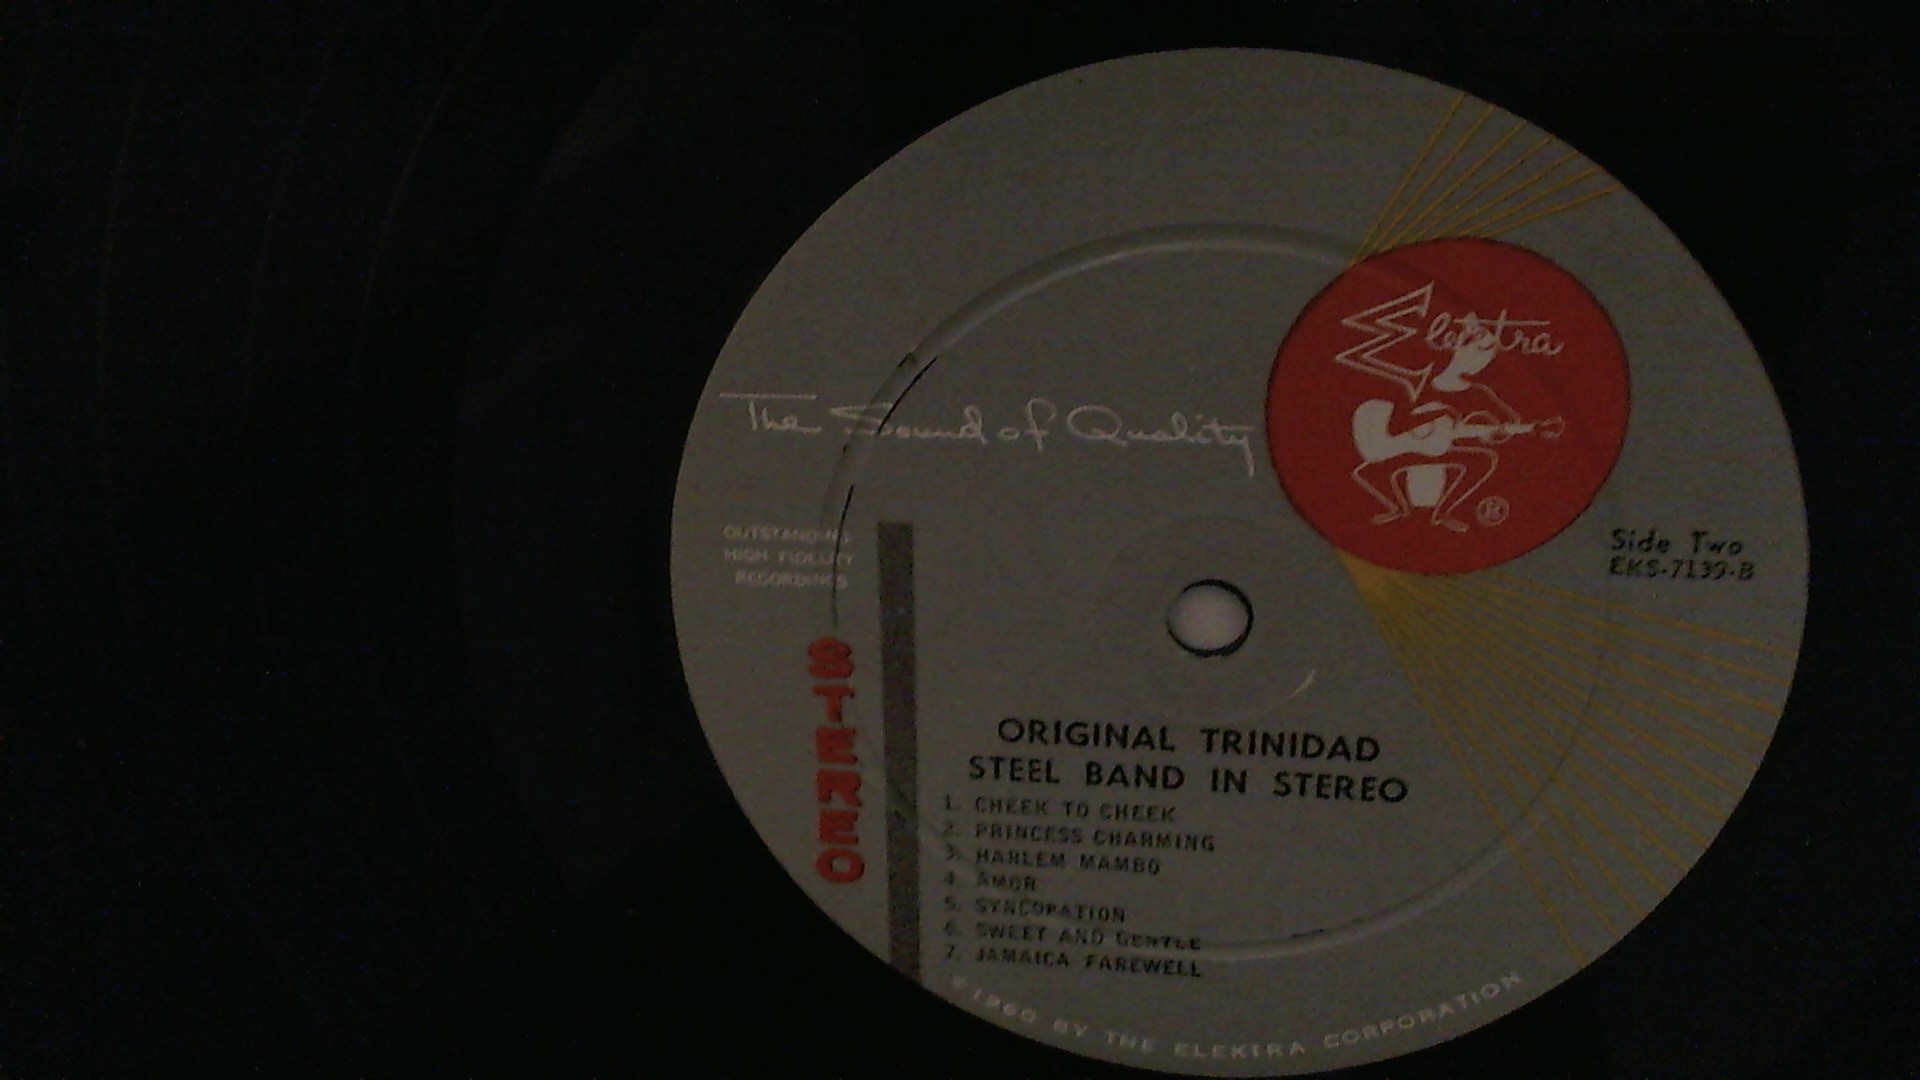 Elektra
®
The Sound of Quality
OUTSTANDING
HIGH FIDELITY
RECORDINGS
Side Two
EKS-7139-B
STEREO
ORIGINAL TRINIDAD
STEEL BAND IN STEREO
1. CHEEK TO CHEEK
2. PRINCESS CHARMING
3. HARLEM MAMBO
4. AMOR
5. SYNCOPATION
6. SWEET AND GENTLE
7. JAMAICA FAREWELL
©1960 BY THE ELEKTRA CORPORATION